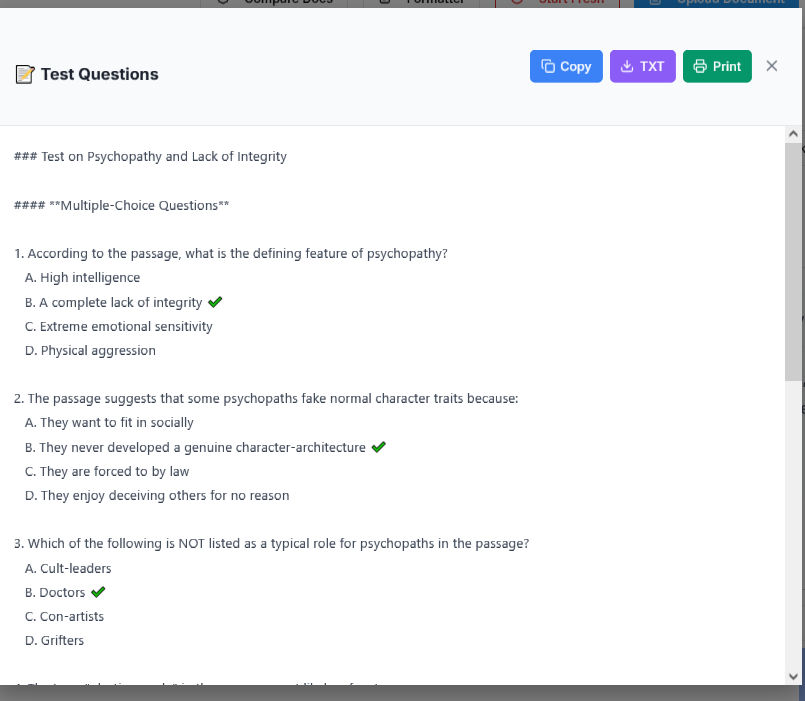 Compare Docs Formatter Start Fresh Upload Document
Test Questions
Copy TXT Print
### Test on Psychopathy and Lack of Integrity
#### **Multiple-Choice Questions**
1. According to the passage, what is the defining feature of psychopathy?
A. High intelligence
B. A complete lack of integrity ✔
C. Extreme emotional sensitivity
D. Physical aggression
2. The passage suggests that some psychopaths fake normal character traits because:
A. They want to fit in socially
B. They never developed a genuine character-architecture ✔
C. They are forced to by law
D. They enjoy deceiving others for no reason
3. Which of the following is NOT listed as a typical role for psychopaths in the passage?
A. Cult-leaders
B. Doctors ✔
C. Con-artists
D. Grifters